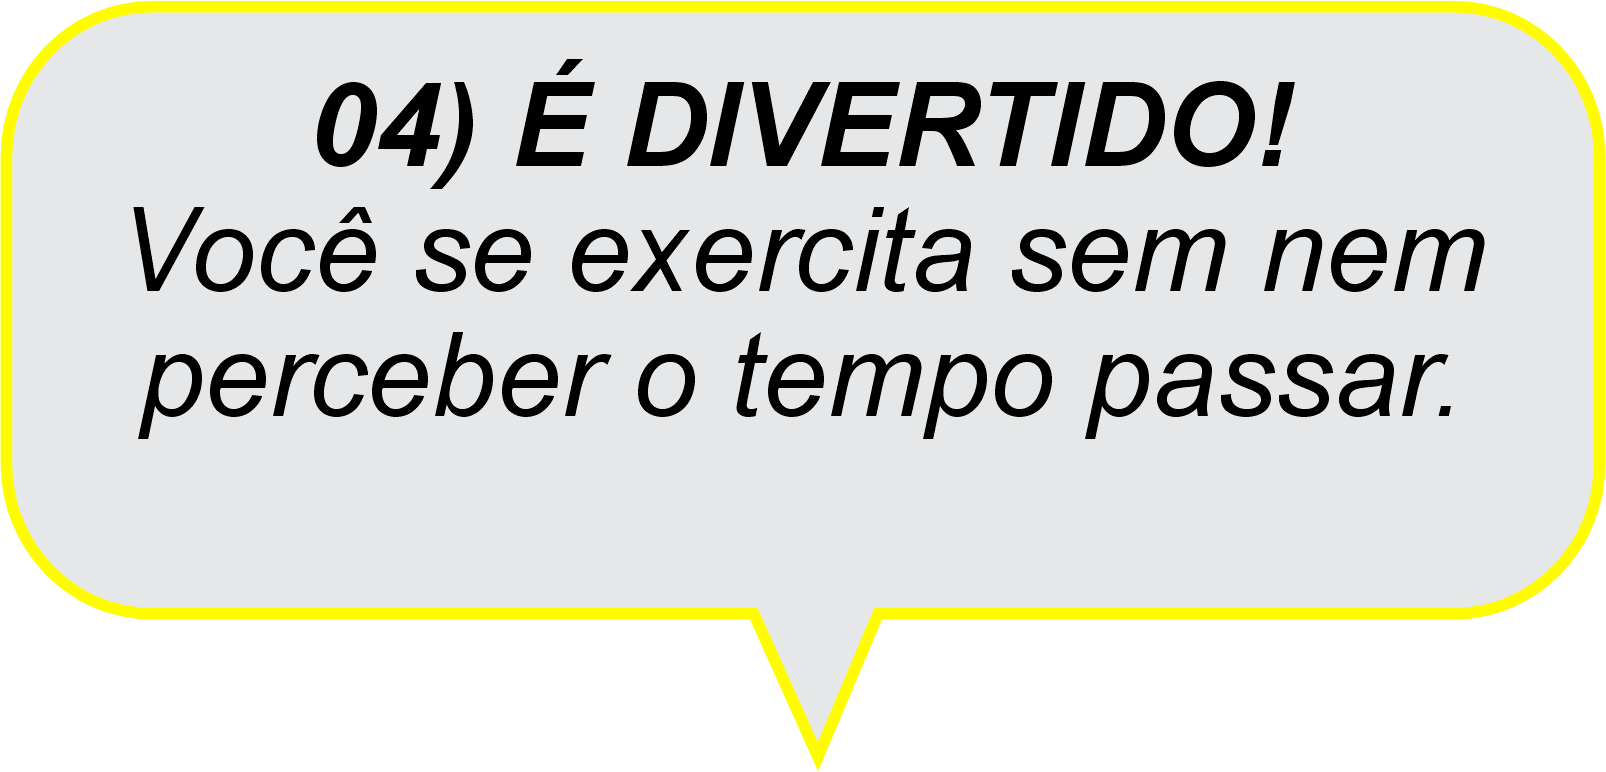 04) É DIVERTIDO!
Você se exercita sem nem
perceber o tempo passar.